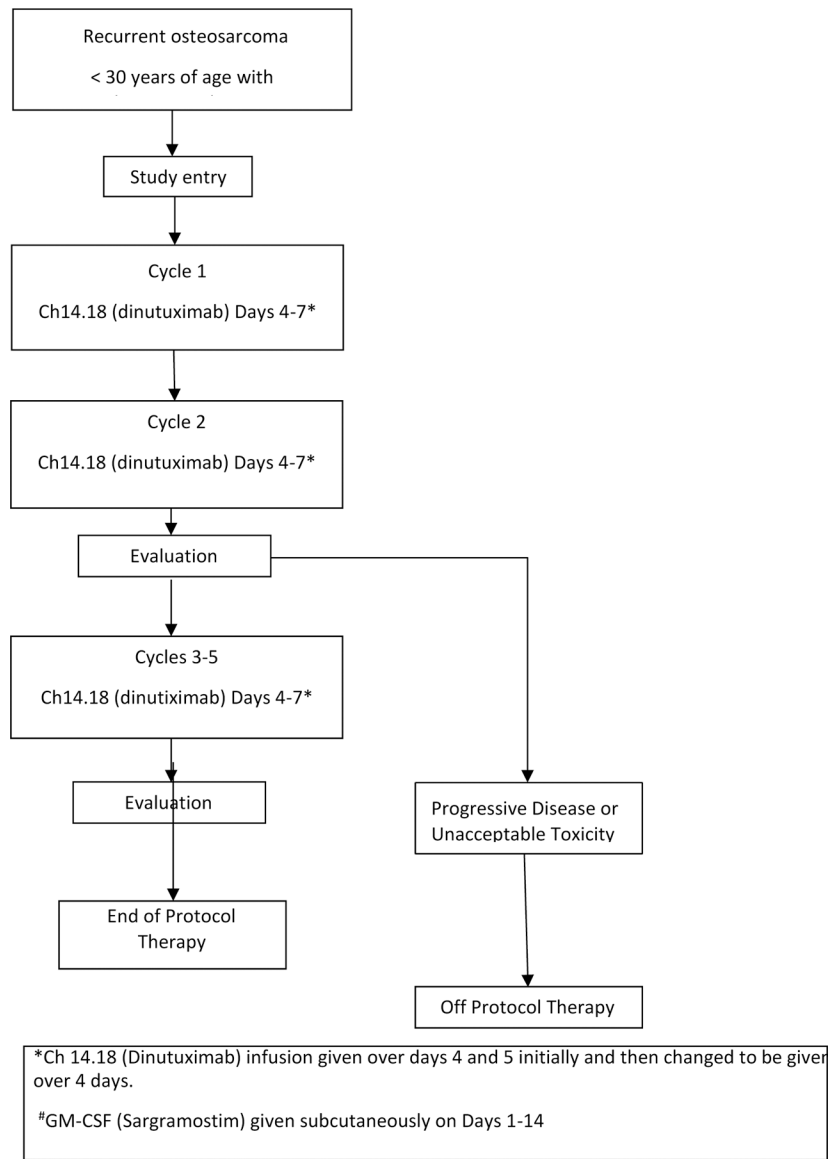 Recurrent osteosarcoma
< 30 years of age with
Study entry
Cycle 1
Ch14.18 (dinutuximab) Days 4-7*
Cycle 2
Ch14.18 (dinutuximab) Days 4-7*
Evaluation
Cycles 3-5
Ch14.18 (dinutiximab) Days 4-7*
Evaluation
End of Protocol
Therapy
Progressive Disease or
Unacceptable Toxicity
Off Protocol Therapy
*Ch 14.18 (Dinutuximab) infusion given over days 4 and 5 initially and then changed to be given
over 4 days.
#GM-CSF (Sargramostim) given subcutaneously on Days 1-14